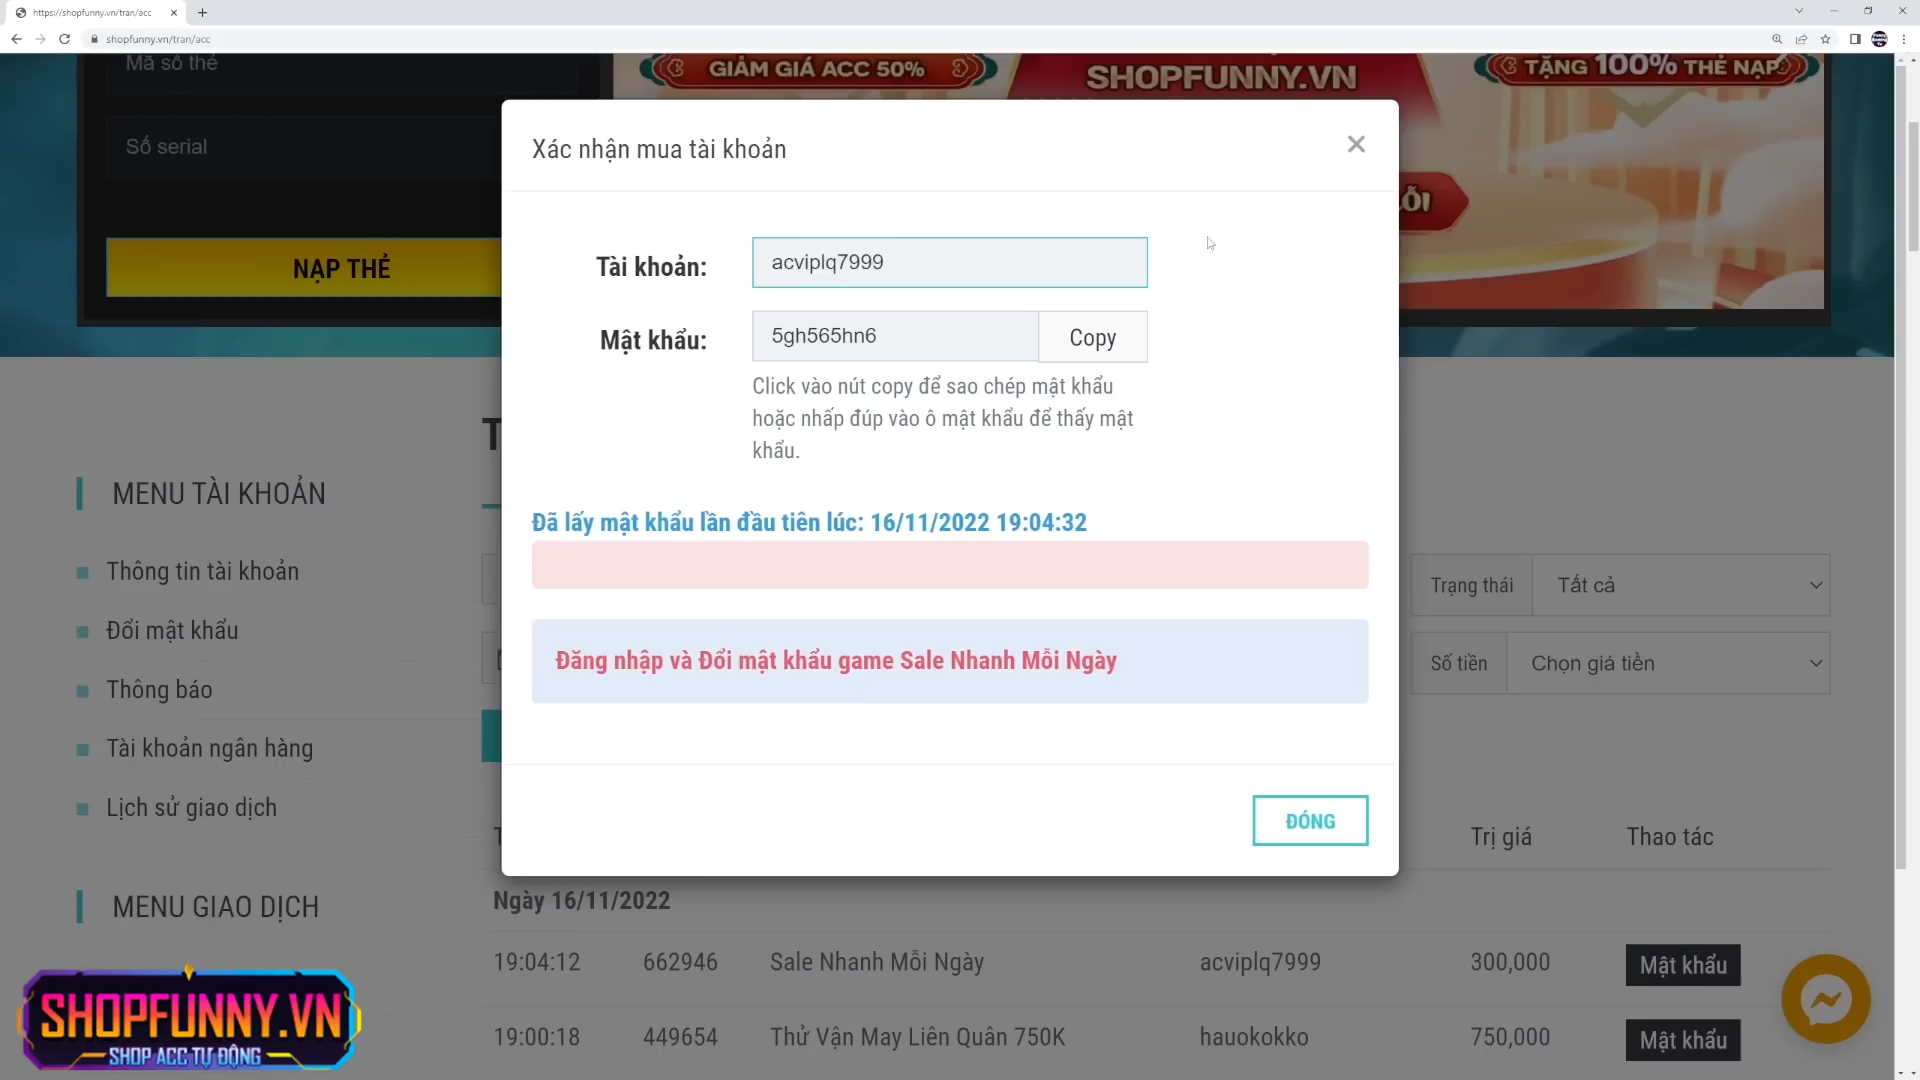 https://shopfunny.vn/tran/acc
shopfunny.vn/tran/acc
Mã số thẻ
GIẢM GIÁ ACC 50%
SHOPFUNNY.VN
TẶNG 100% THẺ NẠP
Số serial
NẠP THẺ
Xác nhận mua tài khoản
Tài khoản:
acviplq7999
Mật khẩu:
5gh565hn6
Copy
Click vào nút copy để sao chép mật khẩu
hoặc nhấp đúp vào ô mật khẩu để thấy mật
khẩu.
Đã lấy mật khẩu lần đầu tiên lúc: 16/11/2022 19:04:32
Đăng nhập và Đổi mật khẩu game Sale Nhanh Mỗi Ngày
ĐÓNG
MENU TÀI KHOẢN
Thông tin tài khoản
Đổi mật khẩu
Thông báo
Tài khoản ngân hàng
Lịch sử giao dịch
MENU GIAO DỊCH
Trạng thái
Tất cả
Số tiền
Chọn giá tiền
Trị giá
Thao tác
Ngày 16/11/2022
19:04:12 662946 Sale Nhanh Mỗi Ngày acviplq7999 300,000 Mật khẩu
19:00:18 449654 Thử Vận May Liên Quân 750K hauokokko 750,000 Mật khẩu
SHOPFUNNY.VN
SHOP ACC TỰ ĐỘNG